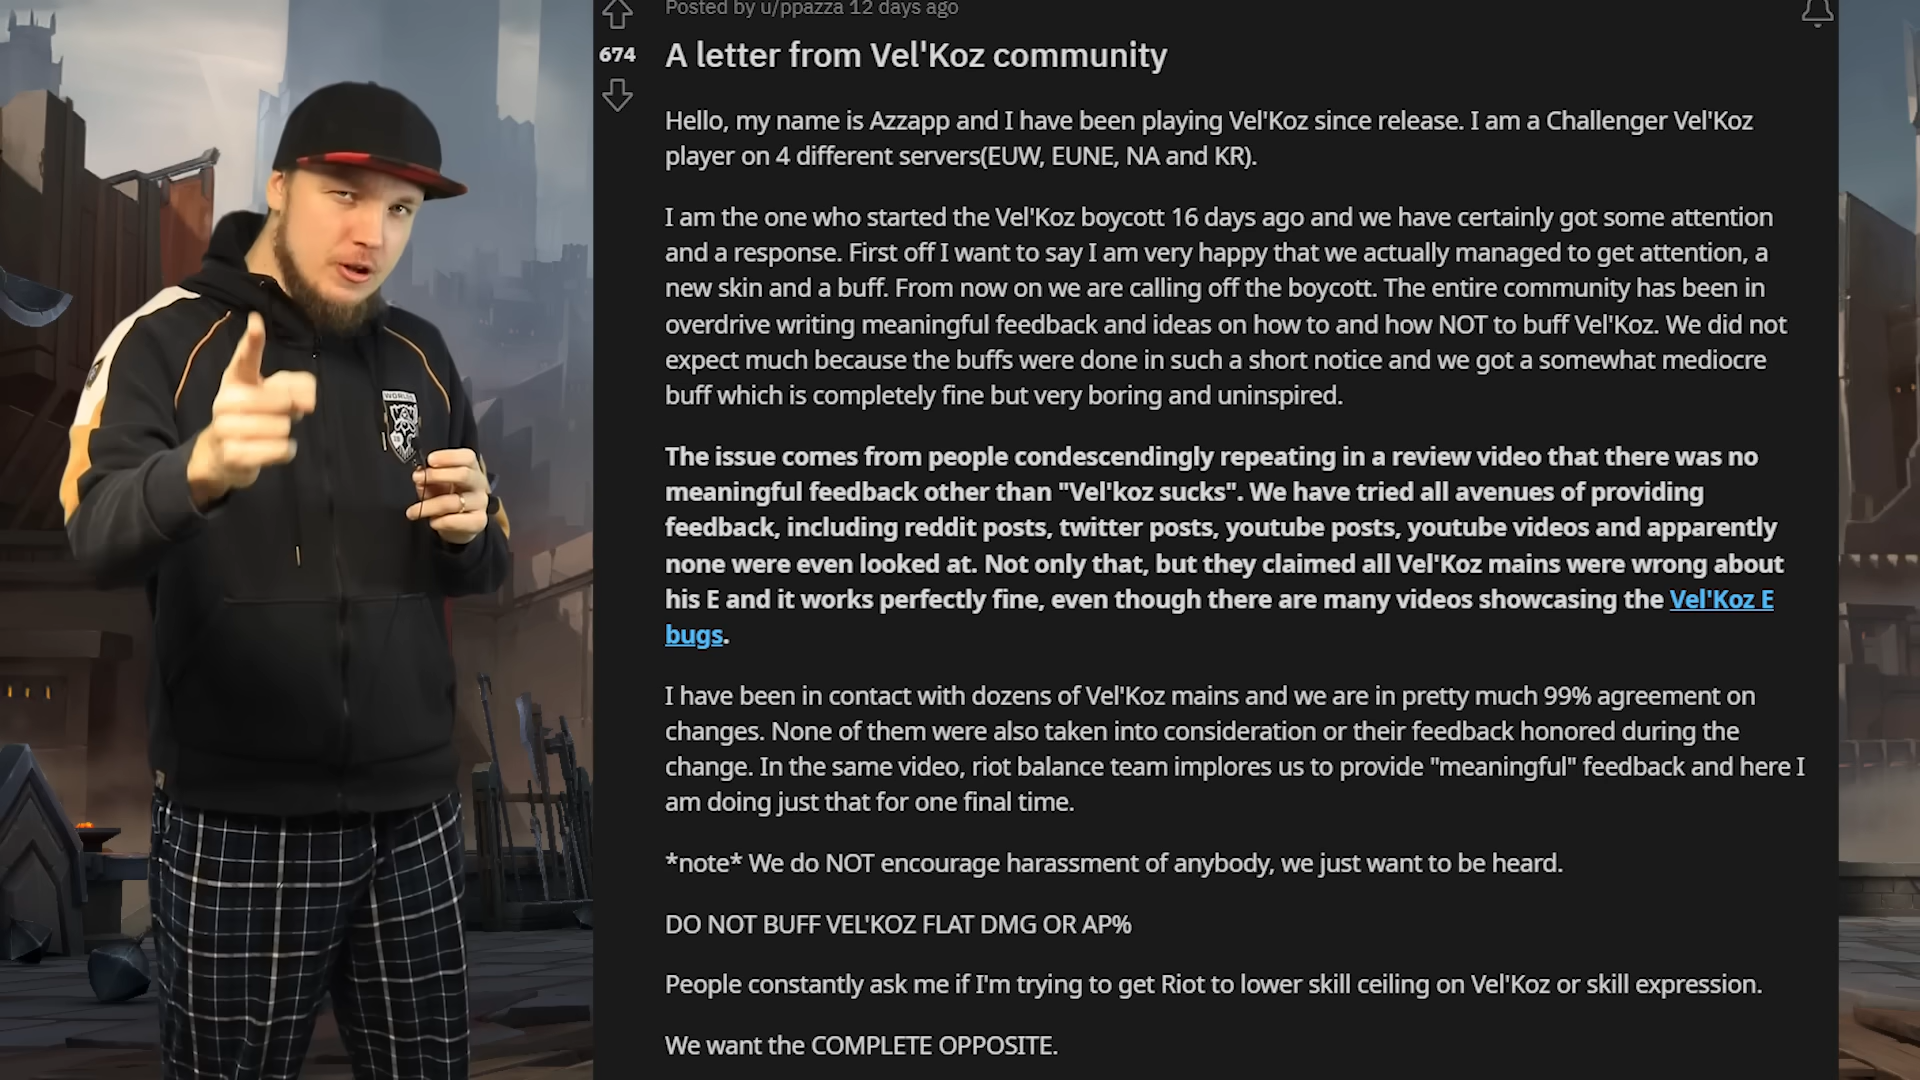 Posted by u/ppazza 12 days ago
674
A letter from Vel'Koz community
Hello, my name is Azzapp and I have been playing Vel'Koz since release. I am a Challenger Vel'Koz
player on 4 different servers(EUW, EUNE, NA and KR).
I am the one who started the Vel'Koz boycott 16 days ago and we have certainly got some attention
and a response. First off I want to say I am very happy that we actually managed to get attention, a
new skin and a buff. From now on we are calling off the boycott. The entire community has been in
overdrive writing meaningful feedback and ideas on how to and how NOT to buff Vel'Koz. We did not
expect much because the buffs were done in such a short notice and we got a somewhat mediocre
buff which is completely fine but very boring and uninspired.
The issue comes from people condescendingly repeating in a review video that there was no
meaningful feedback other than "Vel'koz sucks". We have tried all avenues of providing
feedback, including reddit posts, twitter posts, youtube posts, youtube videos and apparently
none were even looked at. Not only that, but they claimed all Vel'Koz mains were wrong about
his E and it works perfectly fine, even though there are many videos showcasing the Vel'Koz E
bugs.
I have been in contact with dozens of Vel'Koz mains and we are in pretty much 99% agreement on
changes. None of them were also taken into consideration or their feedback honored during the
change. In the same video, riot balance team implores us to provide "meaningful" feedback and here I
am doing just that for one final time.
*note* We do NOT encourage harassment of anybody, we just want to be heard.
DO NOT BUFF VEL'KOZ FLAT DMG OR AP%
People constantly ask me if I'm trying to get Riot to lower skill ceiling on Vel'Koz or skill expression.
We want the COMPLETE OPPOSITE.
WORLDS